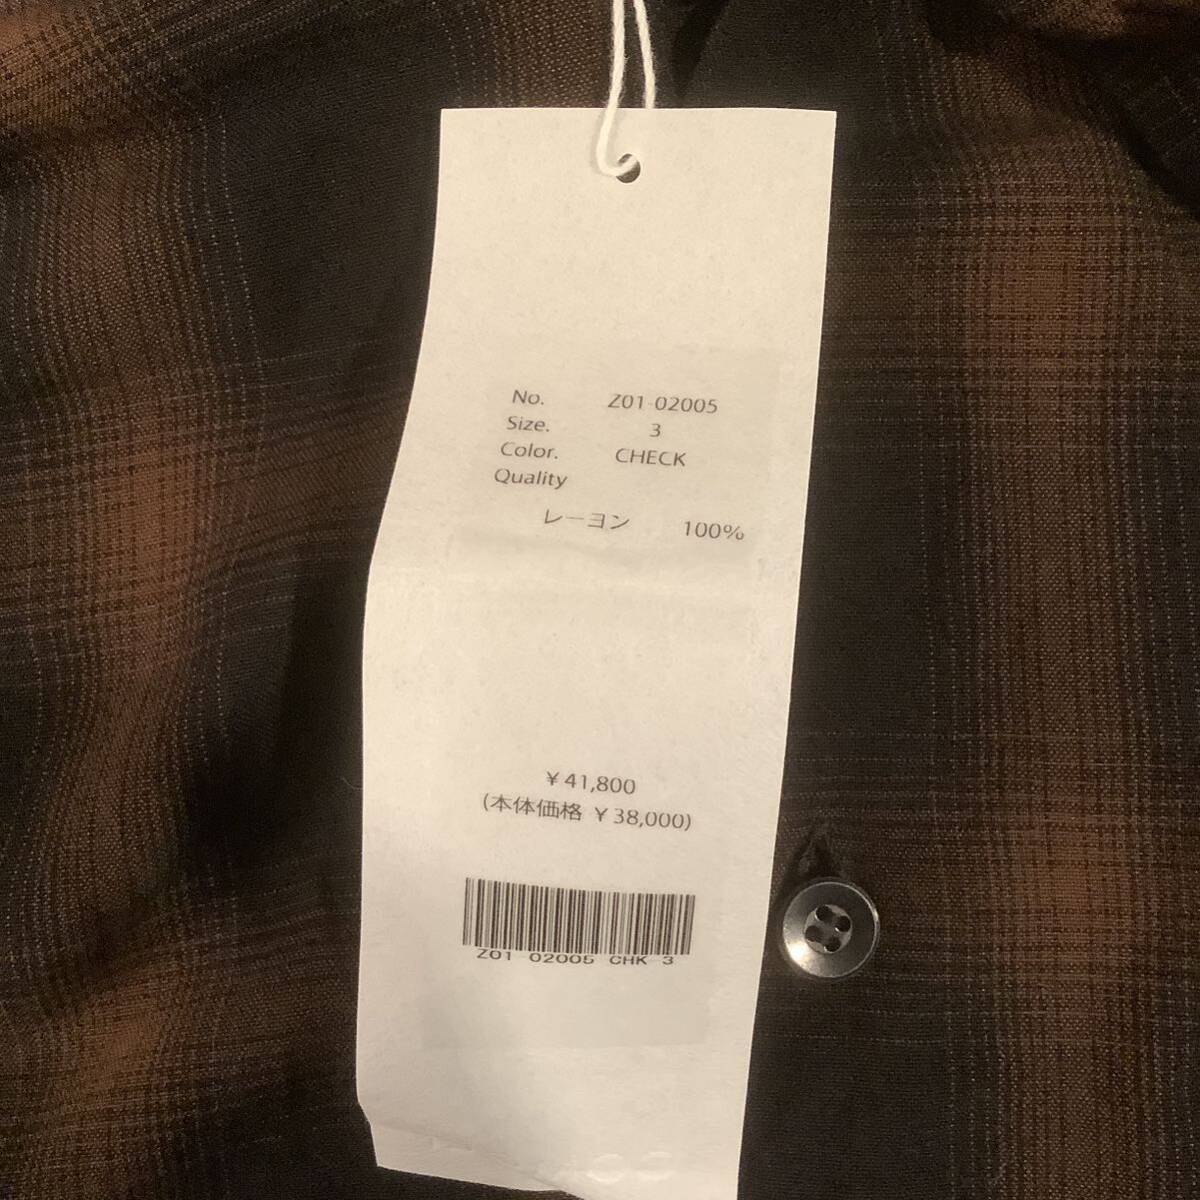 No. Z01-02005
Size. 3
Color. CHECK
Quality
レーヨン 100%
¥41,800
(本体価格 ¥38,000)
Z01 02005 CHK 3